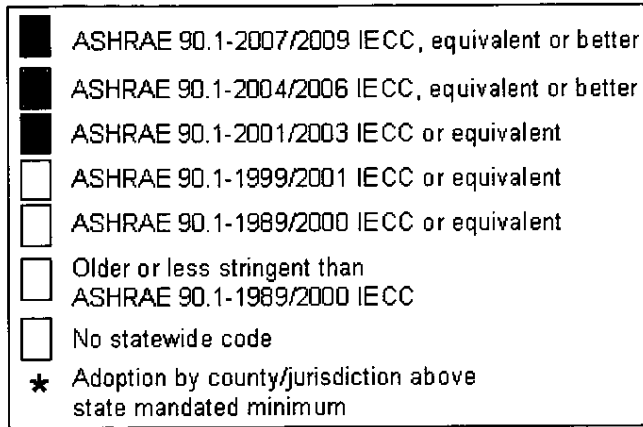 ASHRAE 90.1-2007/2009 IECC, equivalent or better
ASHRAE 90.1-2004/2006 IECC, equivalent or better
ASHRAE 90.1-2001/2003 IECC or equivalent
ASHRAE 90.1-1999/2001 IECC or equivalent
ASHRAE 90.1-1989/2000 IECC or equivalent
Older or less stringent than
ASHRAE 90.1-1989/2000 IECC
No statewide code
* Adoption by county/jurisdiction above
state mandated minimum